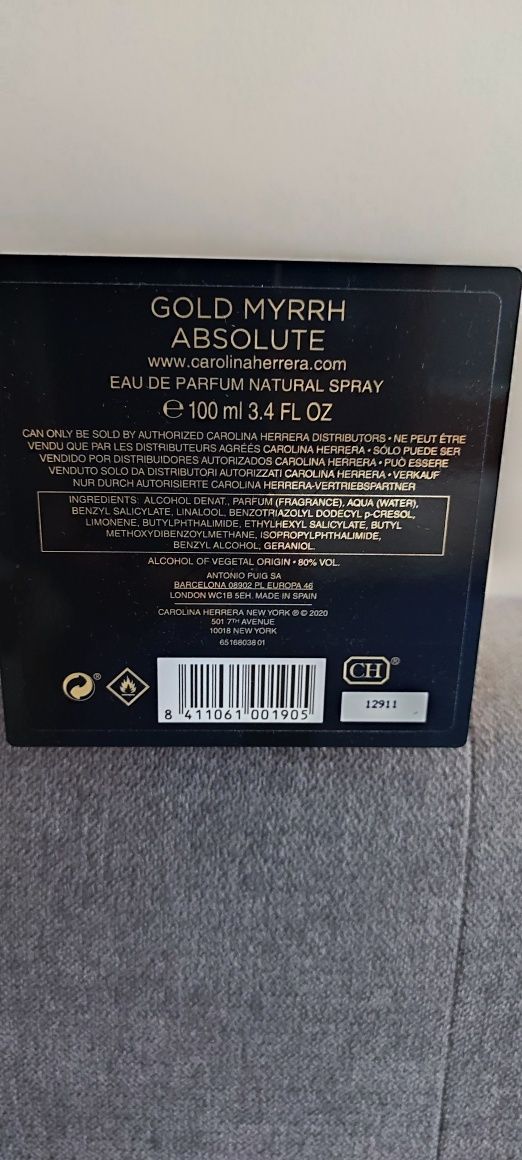 GOLD MYRRH
ABSOLUTE
www.carolinaherrera.com
EAU DE PARFUM NATURAL SPRAY
℮ 100 ml 3.4 FL OZ
CAN ONLY BE SOLD BY AUTHORIZED CAROLINA HERRERA DISTRIBUTORS • NE PEUT ÊTRE
VENDU QUE PAR LES DISTRIBUTEURS AGRÉÉS CAROLINA HERRERA • SÓLO PUEDE SER
VENDIDO POR DISTRIBUIDORES AUTORIZADOS CAROLINA HERRERA • PUÒ ESSERE
VENDUTO SOLO DA DISTRIBUTORI AUTORIZZATI CAROLINA HERRERA • VERKAUF
NUR DURCH AUTORISIERTE CAROLINA HERRERA-VERTRIEBSPARTNER
INGREDIENTS: ALCOHOL DENAT., PARFUM (FRAGRANCE), AQUA (WATER),
BENZYL SALICYLATE, LINALOOL, BENZOTRIAZOLYL DODECYL p-CRESOL,
LIMONENE, BUTYLPHTHALIMIDE, ETHYLHEXYL SALICYLATE, BUTYL
METHOXYDIBENZOYLMETHANE, ISOPROPYLPHTHALIMIDE,
BENZYL ALCOHOL, GERANIOL.
ALCOHOL OF VEGETAL ORIGIN • 80% VOL.
ANTONIO PUIG SA
BARCELONA 08902 PL EUROPA 46
LONDON WC1B 5EH. MADE IN SPAIN
CAROLINA HERRERA NEW YORK ® © 2020
501 7TH AVENUE
10018 NEW YORK
65168038 01
CH®
8 411061 001905
12911